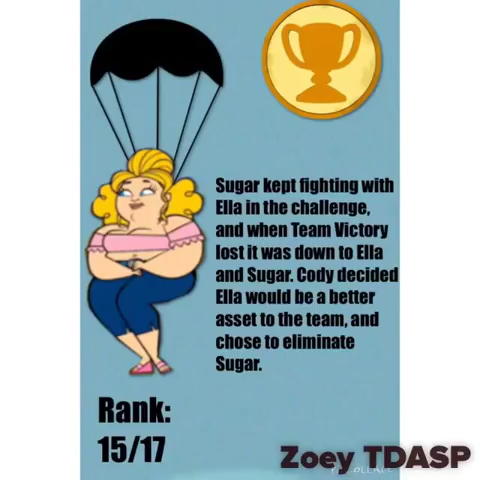 Sugar kept fighting with
Ella in the challenge,
and when Team Victory
lost it was down to Ella
and Sugar. Cody decided
Ella would be a better
asset to the team, and
chose to eliminate
Sugar.
Rank:
15/17
Zoey TDASP